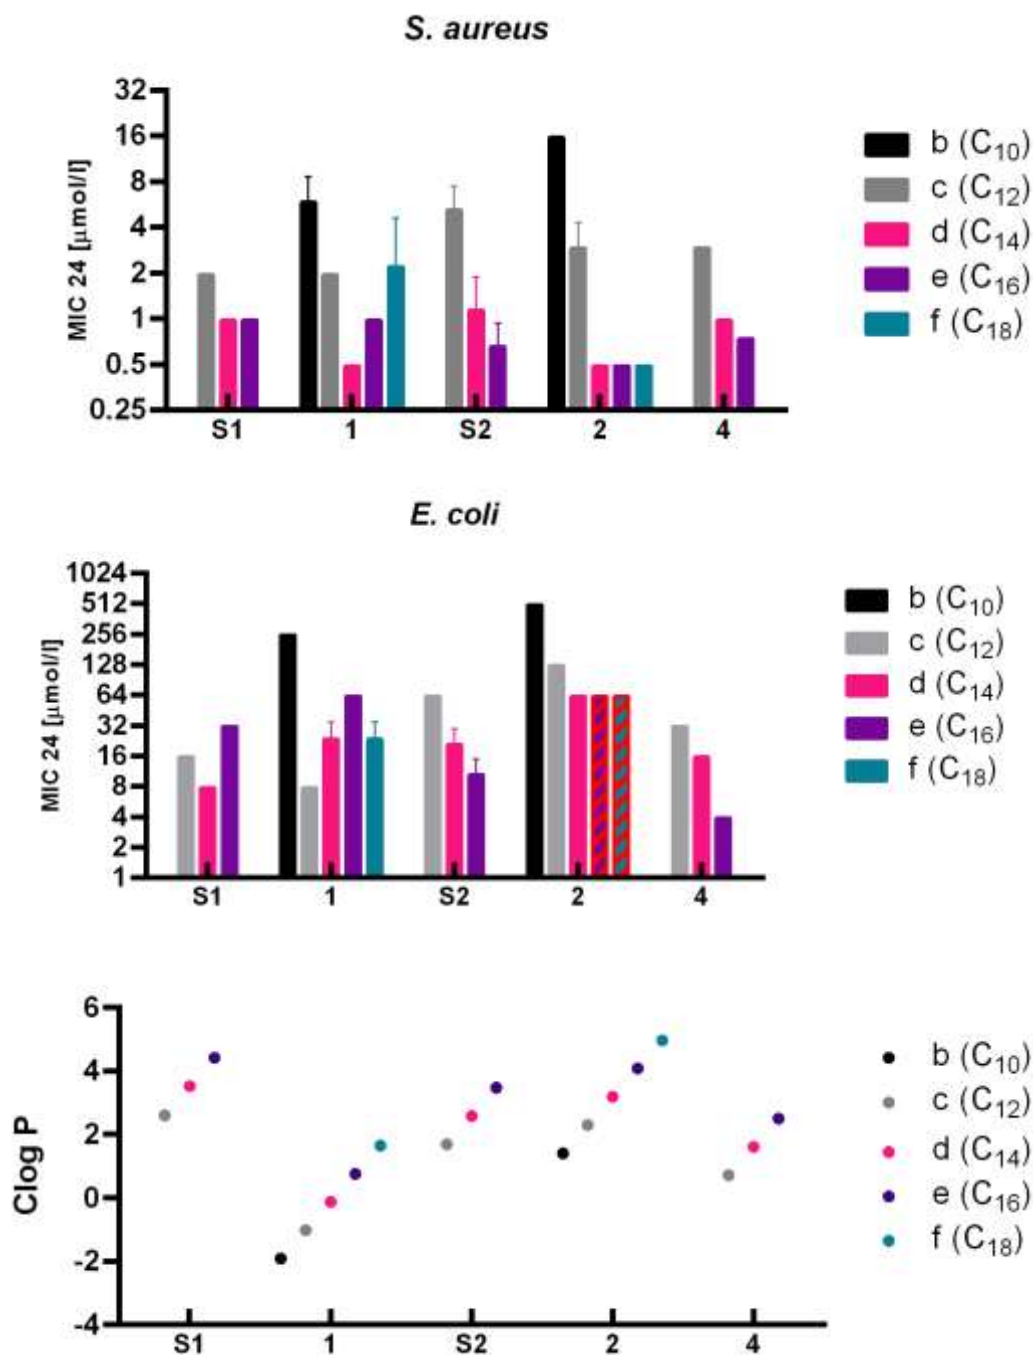 S. aureus
MIC 24 [μmol/l]
32
16
8
4
2
1
0.5
0.25
S1 1 S2 2 4
b (C10)
c (C12)
d (C14)
e (C16)
f (C18)
E. coli
MIC 24 [μmol/l]
1024
512
256
128
64
32
16
8
4
2
1
S1 1 S2 2 4
b (C10)
c (C12)
d (C14)
e (C16)
f (C18)
Clog P
6
4
2
0
-2
-4
S1 1 S2 2 4
b (C10)
c (C12)
d (C14)
e (C16)
f (C18)